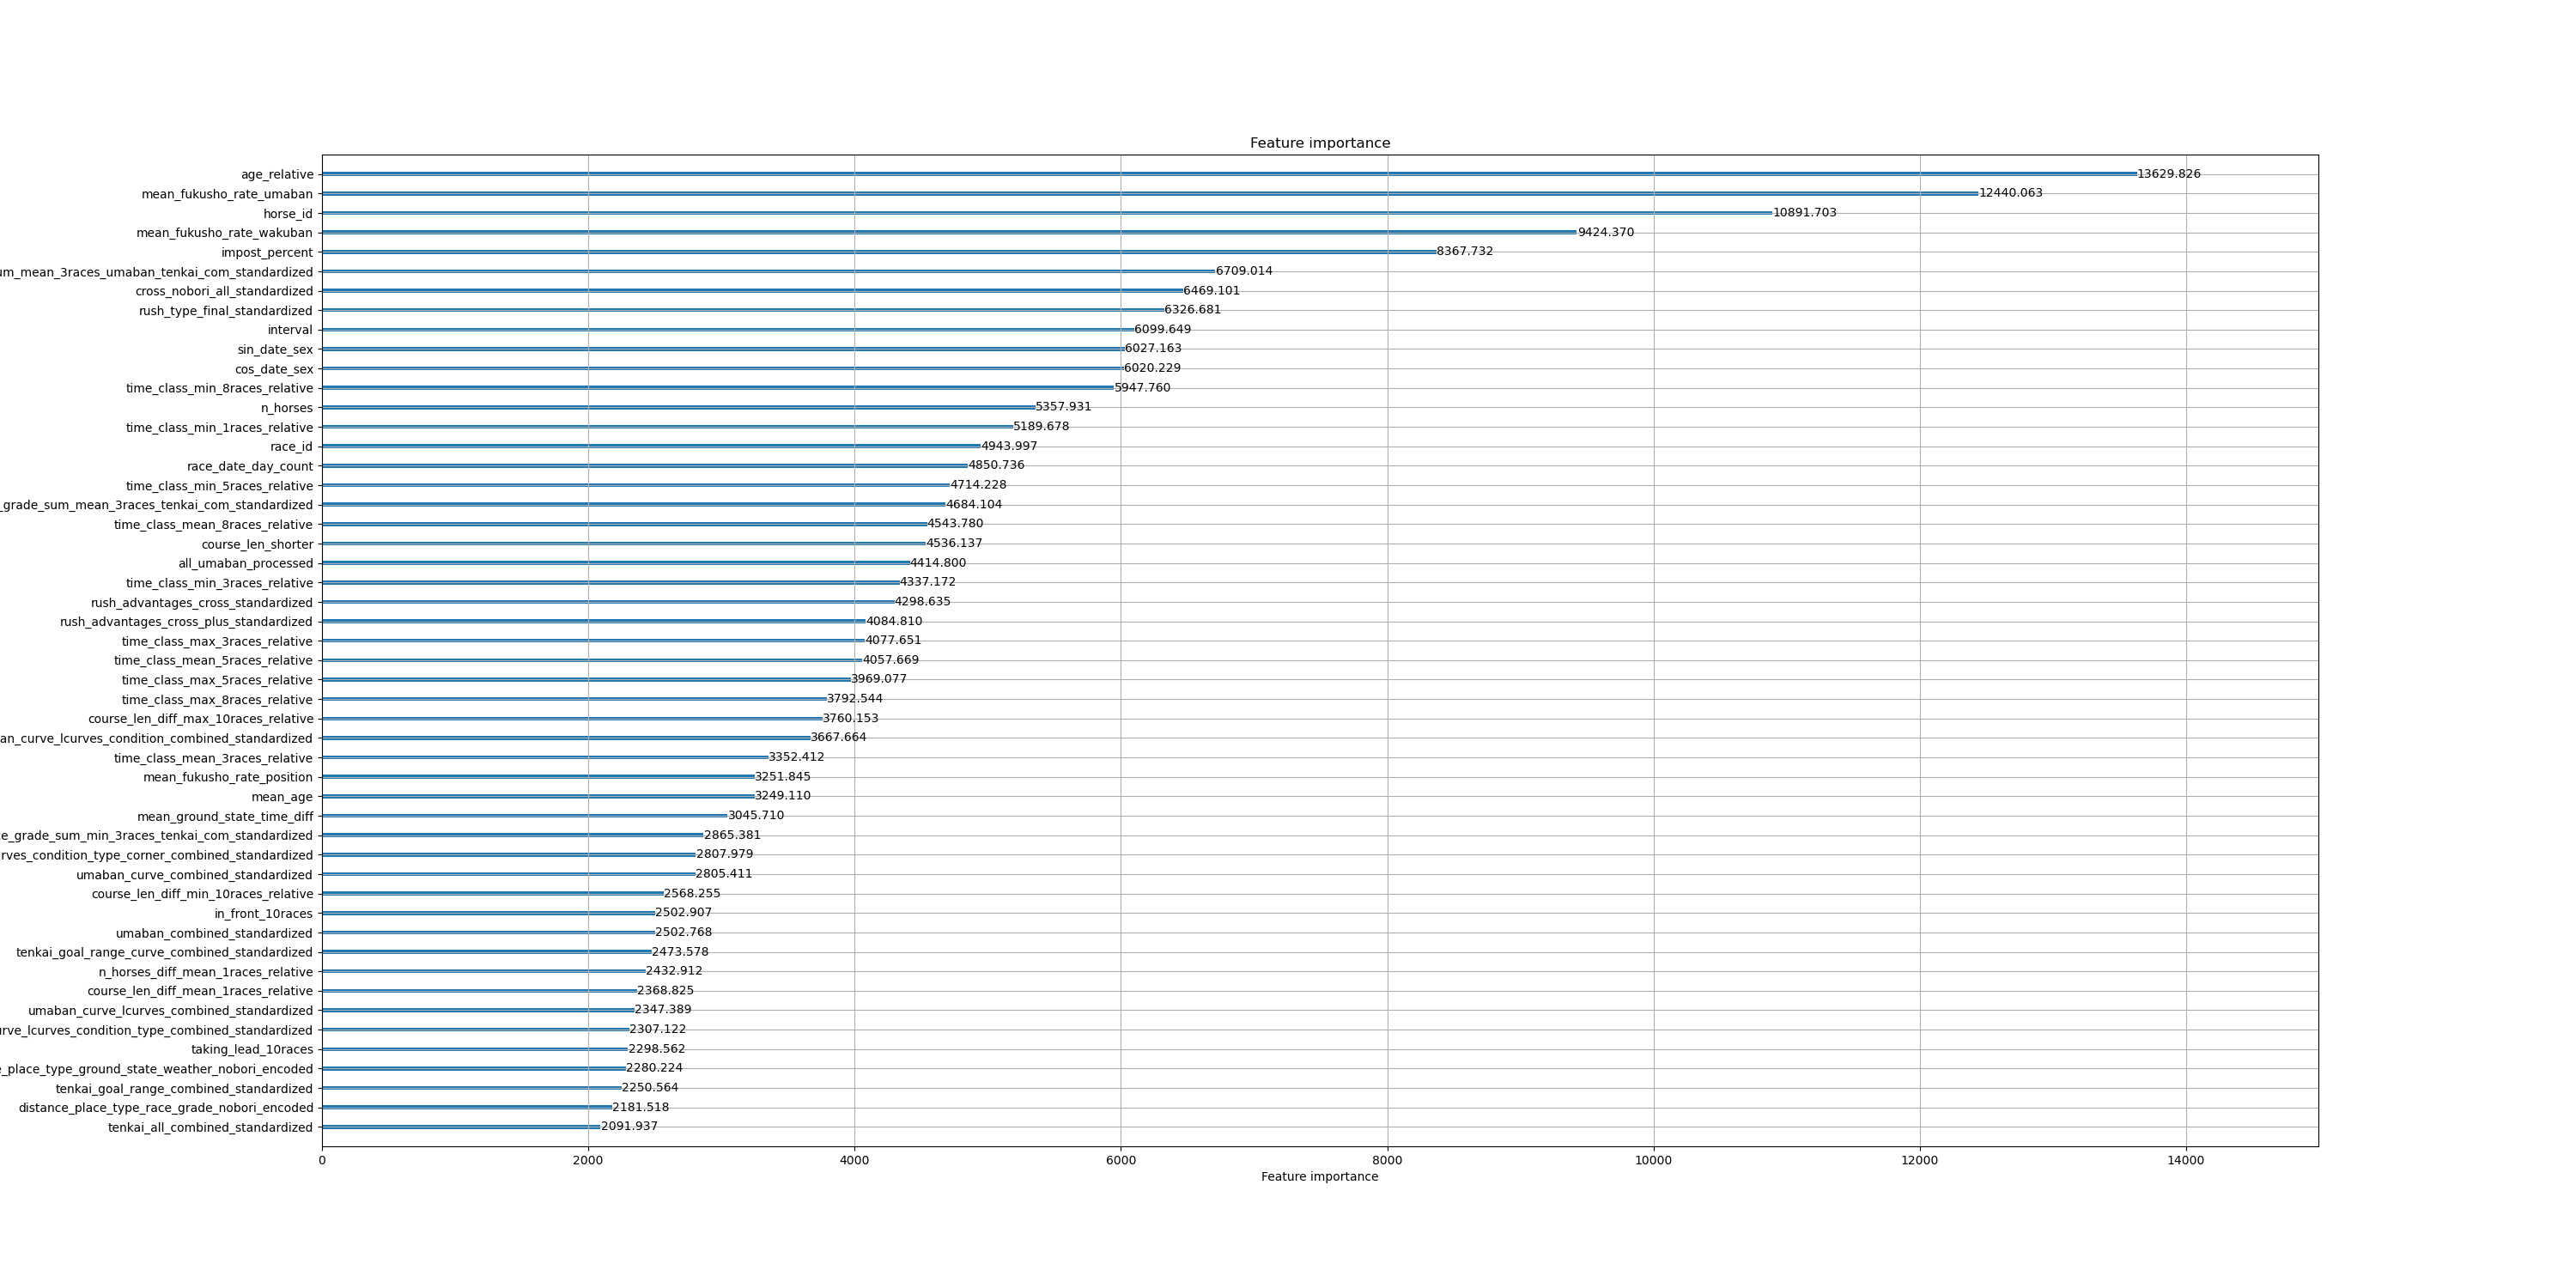 Feature importance
age_relative 13629.826
mean_fukusho_rate_umaban 12440.063
horse_id 10891.703
mean_fukusho_rate_wakuban 9424.370
impost_percent 8367.732
um_mean_3races_umaban_tenkai_com_standardized 6709.014
cross_nobori_all_standardized 6469.101
rush_type_final_standardized 6326.681
interval 6099.649
sin_date_sex 6027.163
cos_date_sex 6020.229
time_class_min_8races_relative 5947.760
n_horses 5357.931
time_class_min_1races_relative 5189.678
race_id 4943.997
race_date_day_count 4850.736
time_class_min_5races_relative 4714.228
_grade_sum_mean_3races_tenkai_com_standardized 4684.104
time_class_mean_8races_relative 4543.780
course_len_shorter 4536.137
all_umaban_processed 4414.800
time_class_min_3races_relative 4337.172
rush_advantages_cross_standardized 4298.635
rush_advantages_cross_plus_standardized 4084.810
time_class_max_3races_relative 4077.651
time_class_mean_5races_relative 4057.669
time_class_max_5races_relative 3969.077
time_class_max_8races_relative 3792.544
course_len_diff_max_10races_relative 3760.153
an_curve_lcurves_condition_combined_standardized 3667.664
time_class_mean_3races_relative 3352.412
mean_fukusho_rate_position 3251.845
mean_age 3249.110
mean_ground_state_time_diff 3045.710
e_grade_sum_min_3races_tenkai_com_standardized 2865.381
rves_condition_type_corner_combined_standardized 2807.979
umaban_curve_combined_standardized 2805.411
course_len_diff_min_10races_relative 2568.255
in_front_10races 2502.907
umaban_combined_standardized 2502.768
tenkai_goal_range_curve_combined_standardized 2473.578
n_horses_diff_mean_1races_relative 2432.912
course_len_diff_mean_1races_relative 2368.825
umaban_curve_lcurves_combined_standardized 2347.389
urve_lcurves_condition_type_combined_standardized 2307.122
taking_lead_10races 2298.562
e_place_type_ground_state_weather_nobori_encoded 2280.224
tenkai_goal_range_combined_standardized 2250.564
distance_place_type_race_grade_nobori_encoded 2181.518
tenkai_all_combined_standardized 2091.937
0 2000 4000 6000 8000 10000 12000 14000
Feature importance